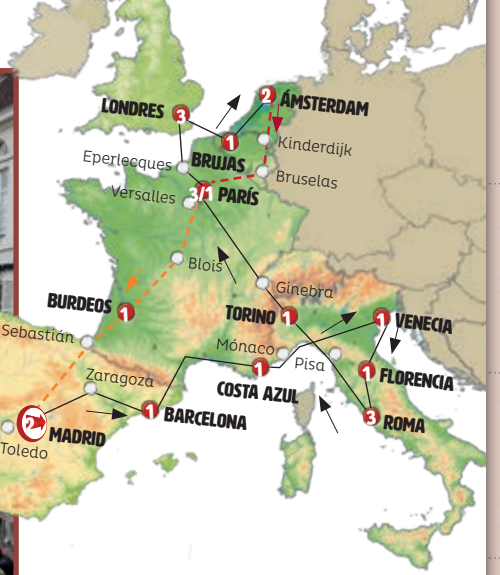 LONDRES 3
2 ÁMSTERDAM
1
BRUJAS
Kinderdijk
Eperlecques
Bruselas
Versalles
3/1 PARÍS
Blois
Ginebra
BURDEOS 1
TORINO 1
1 VENECIA
Sebastián
Mónaco
Pisa
1
COSTA AZUL
1 FLORENCIA
Zaragoza
1 BARCELONA
3 ROMA
2 MADRID
Toledo